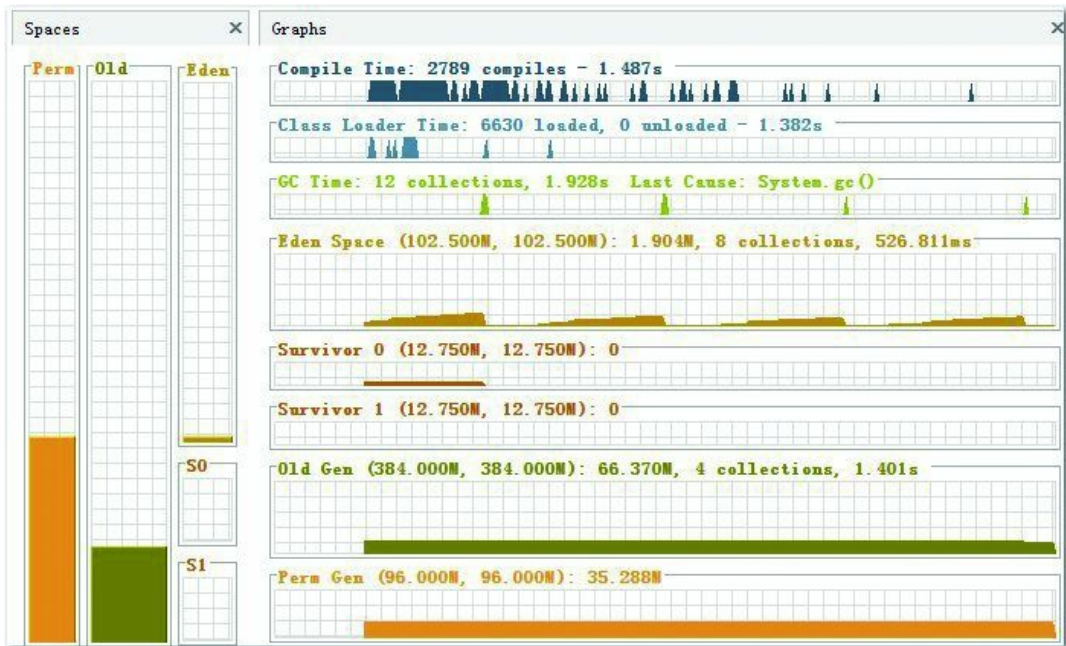 Spaces
Graphs
Perm
Old
Eden
S0
S1
Compile Time: 2789 compiles - 1.487s
Class Loader Time: 6630 loaded, 0 unloaded - 1.382s
GC Time: 12 collections, 1.928s Last Cause: System.gc()
Eden Space (102.500M, 102.500M): 1.904M, 8 collections, 526.811ms
Survivor 0 (12.750M, 12.750M): 0
Survivor 1 (12.750M, 12.750M): 0
Old Gen (384.000M, 384.000M): 66.370M, 4 collections, 1.401s
Perm Gen (96.000M, 96.000M): 35.288M